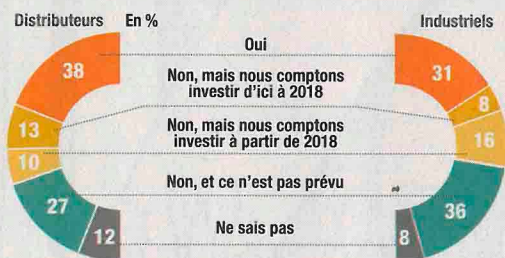 Distributeurs En % Industriels
Oui
38 31
Non, mais nous comptons
investir d'ici à 2018
13 8
Non, mais nous comptons
investir à partir de 2018
10 16
Non, et ce n'est pas prévu
27 36
Ne sais pas
12 8